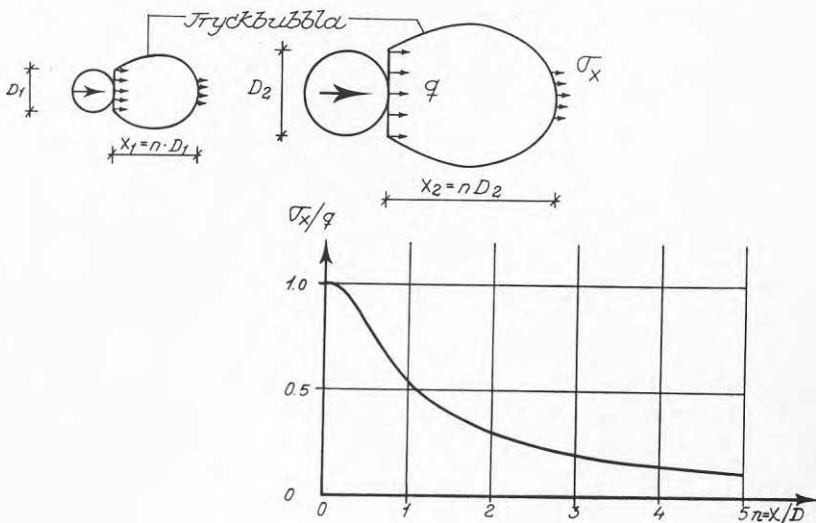 Tryckbubbla
D1
X1=n·D1
D2
q
σx
X2=nD2
σx/q
1.0
0.5
0
0 1 2 3 4 5 n=X/D